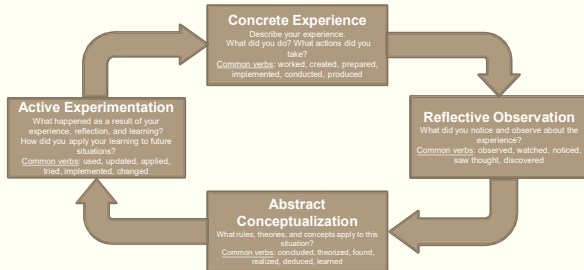 Concrete Experience
Describe your experience.
What did you do? What actions did you
take?
Common verbs: worked, created, prepared,
implemented, conducted, produced
Reflective Observation
What did you notice and observe about the
experience?
Common verbs: observed, watched, noticed,
saw thought, discovered
Abstract
Conceptualization
What rules, theories, and concepts apply to this
situation?
Common verbs: concluded, theorized, found,
realized, deduced, learned
Active Experimentation
What happened as a result of your
experience, reflection, and learning?
How did you apply your learning to future
situations?
Common verbs: used, updated, applied,
tried, implemented, changed